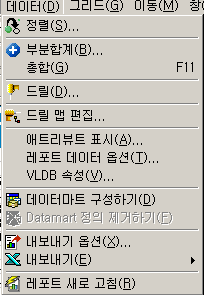 데이터(D) 그리드(G) 이동(M)
정렬(S)...
부분합계(B)...
총합(G) F11
드릴(D)...
드릴 맵 편집...
애트리뷰트 표시(A)...
레포트 데이터 옵션(T)...
VLDB 속성(V)...
데이터마트 구성하기(D)
Datamart 정의 제거하기(F)
내보내기 옵션(X)...
내보내기(E)
레포트 새로 고침(R)